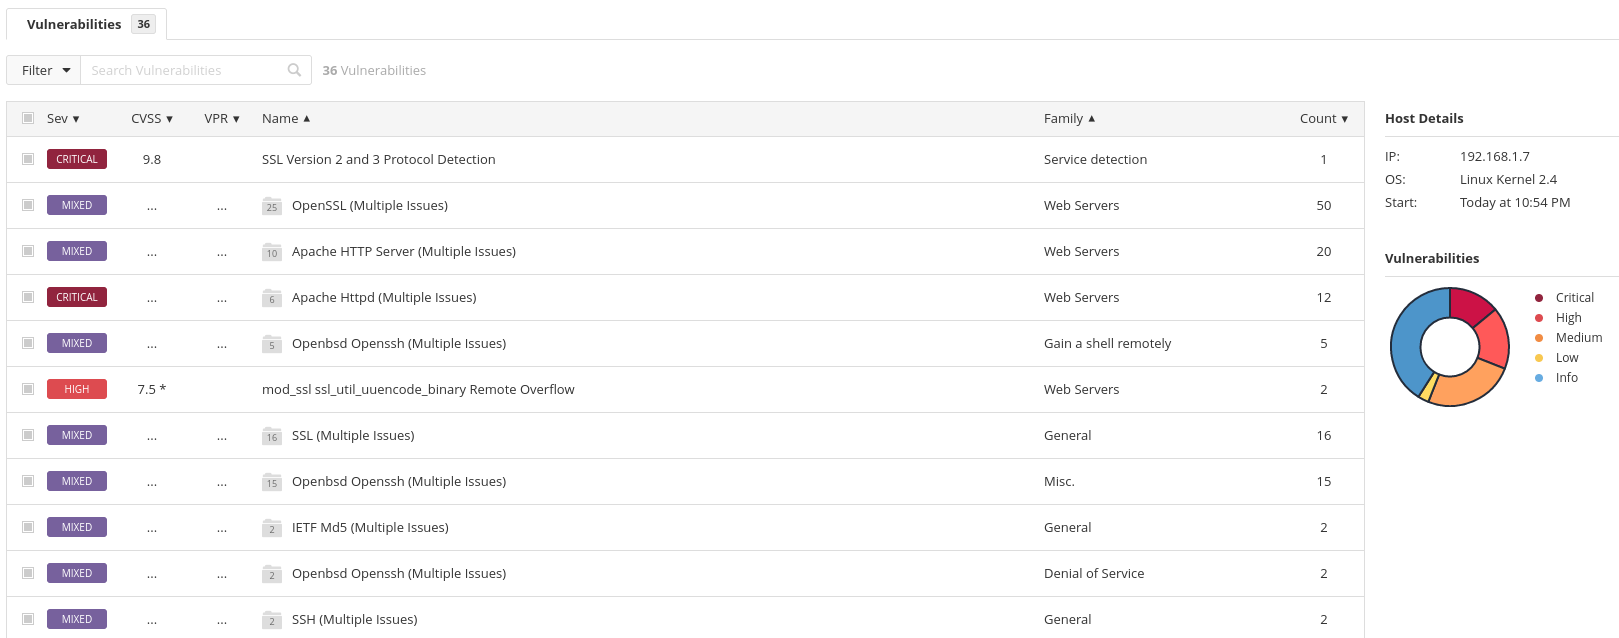 Vulnerabilities 36
Filter Search Vulnerabilities 36 Vulnerabilities
Sev CVSS VPR Name Family Count
CRITICAL 9.8 SSL Version 2 and 3 Protocol Detection Service detection 1
MIXED ... ... 25 OpenSSL (Multiple Issues) Web Servers 50
MIXED ... ... 10 Apache HTTP Server (Multiple Issues) Web Servers 20
CRITICAL ... ... 6 Apache Httpd (Multiple Issues) Web Servers 12
MIXED ... ... 5 Openbsd Openssh (Multiple Issues) Gain a shell remotely 5
HIGH 7.5 * mod_ssl ssl_util_uuencode_binary Remote Overflow Web Servers 2
MIXED ... ... 16 SSL (Multiple Issues) General 16
MIXED ... ... 15 Openbsd Openssh (Multiple Issues) Misc. 15
MIXED ... ... 2 IETF Md5 (Multiple Issues) General 2
MIXED ... ... 2 Openbsd Openssh (Multiple Issues) Denial of Service 2
MIXED ... ... 2 SSH (Multiple Issues) General 2
Host Details
IP: 192.168.1.7
OS: Linux Kernel 2.4
Start: Today at 10:54 PM
Vulnerabilities
Critical
High
Medium
Low
Info